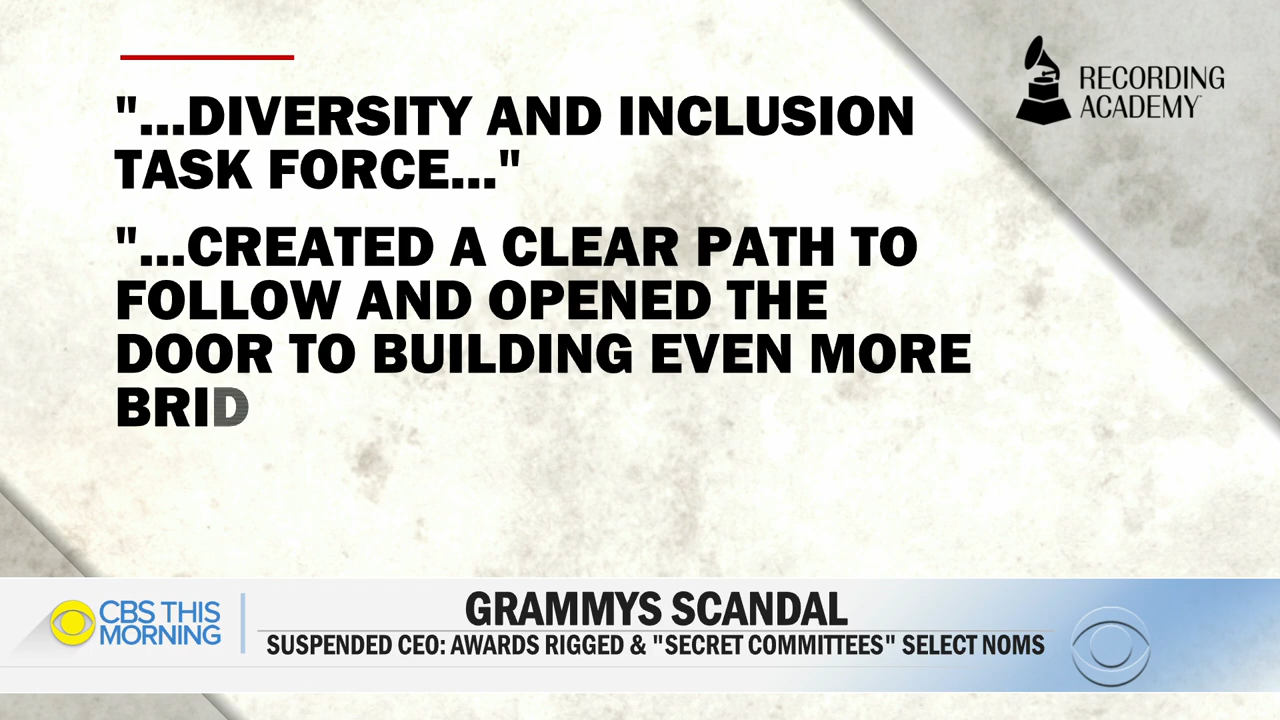 "...DIVERSITY AND INCLUSION
TASK FORCE..."
"...CREATED A CLEAR PATH TO
FOLLOW AND OPENED THE
DOOR TO BUILDING EVEN MORE
BRID
RECORDING
ACADEMY
CBS THIS
MORNING
GRAMMYS SCANDAL
SUSPENDED CEO: AWARDS RIGGED & "SECRET COMMITTEES" SELECT NOMS